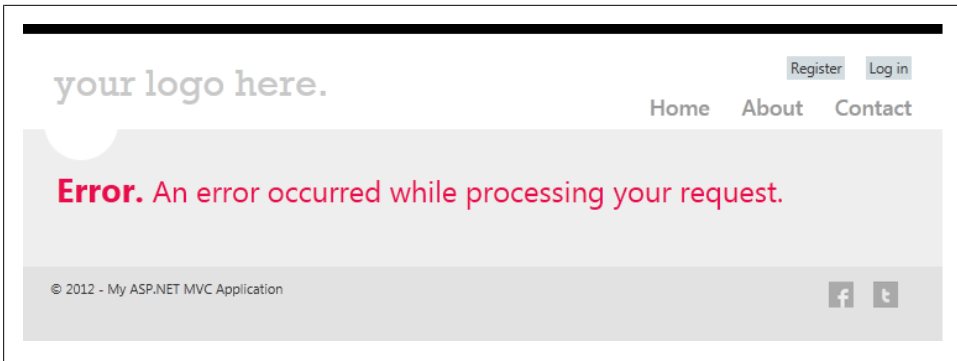 your logo here.
Register Log in
Home About Contact
Error. An error occurred while processing your request.
© 2012 - My ASP.NET MVC Application